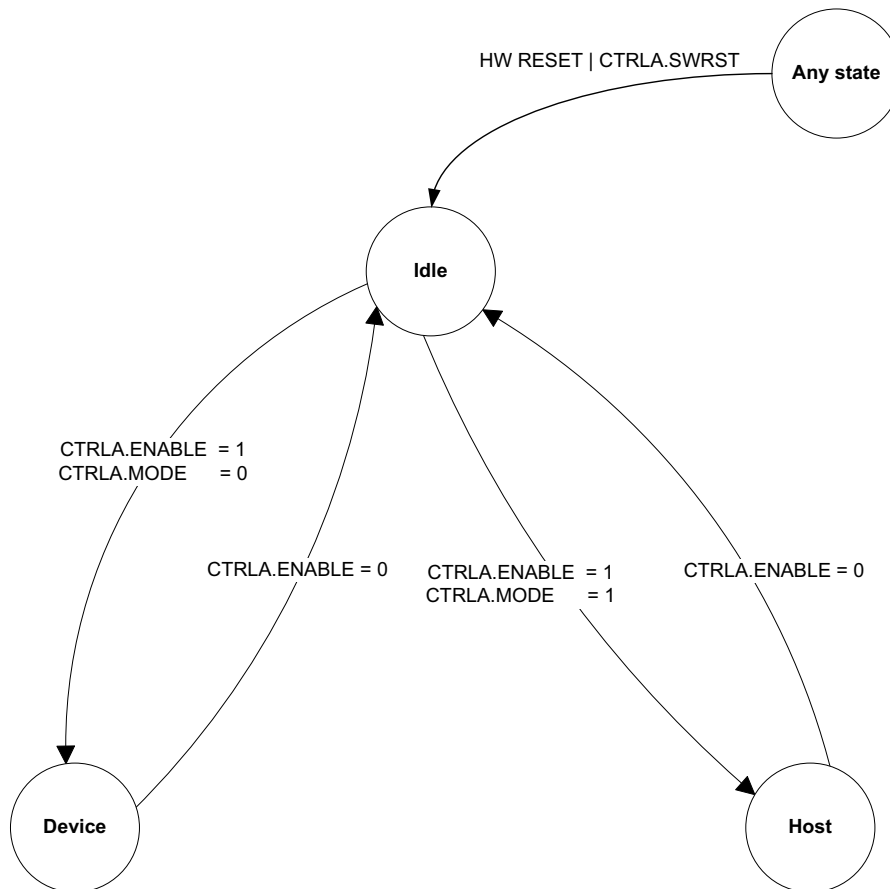 HW RESET | CTRLA.SWRST
Any state
Idle
CTRLA.ENABLE = 1
CTRLA.MODE = 0
CTRLA.ENABLE = 0
CTRLA.ENABLE = 1
CTRLA.MODE = 1
CTRLA.ENABLE = 0
Device
Host